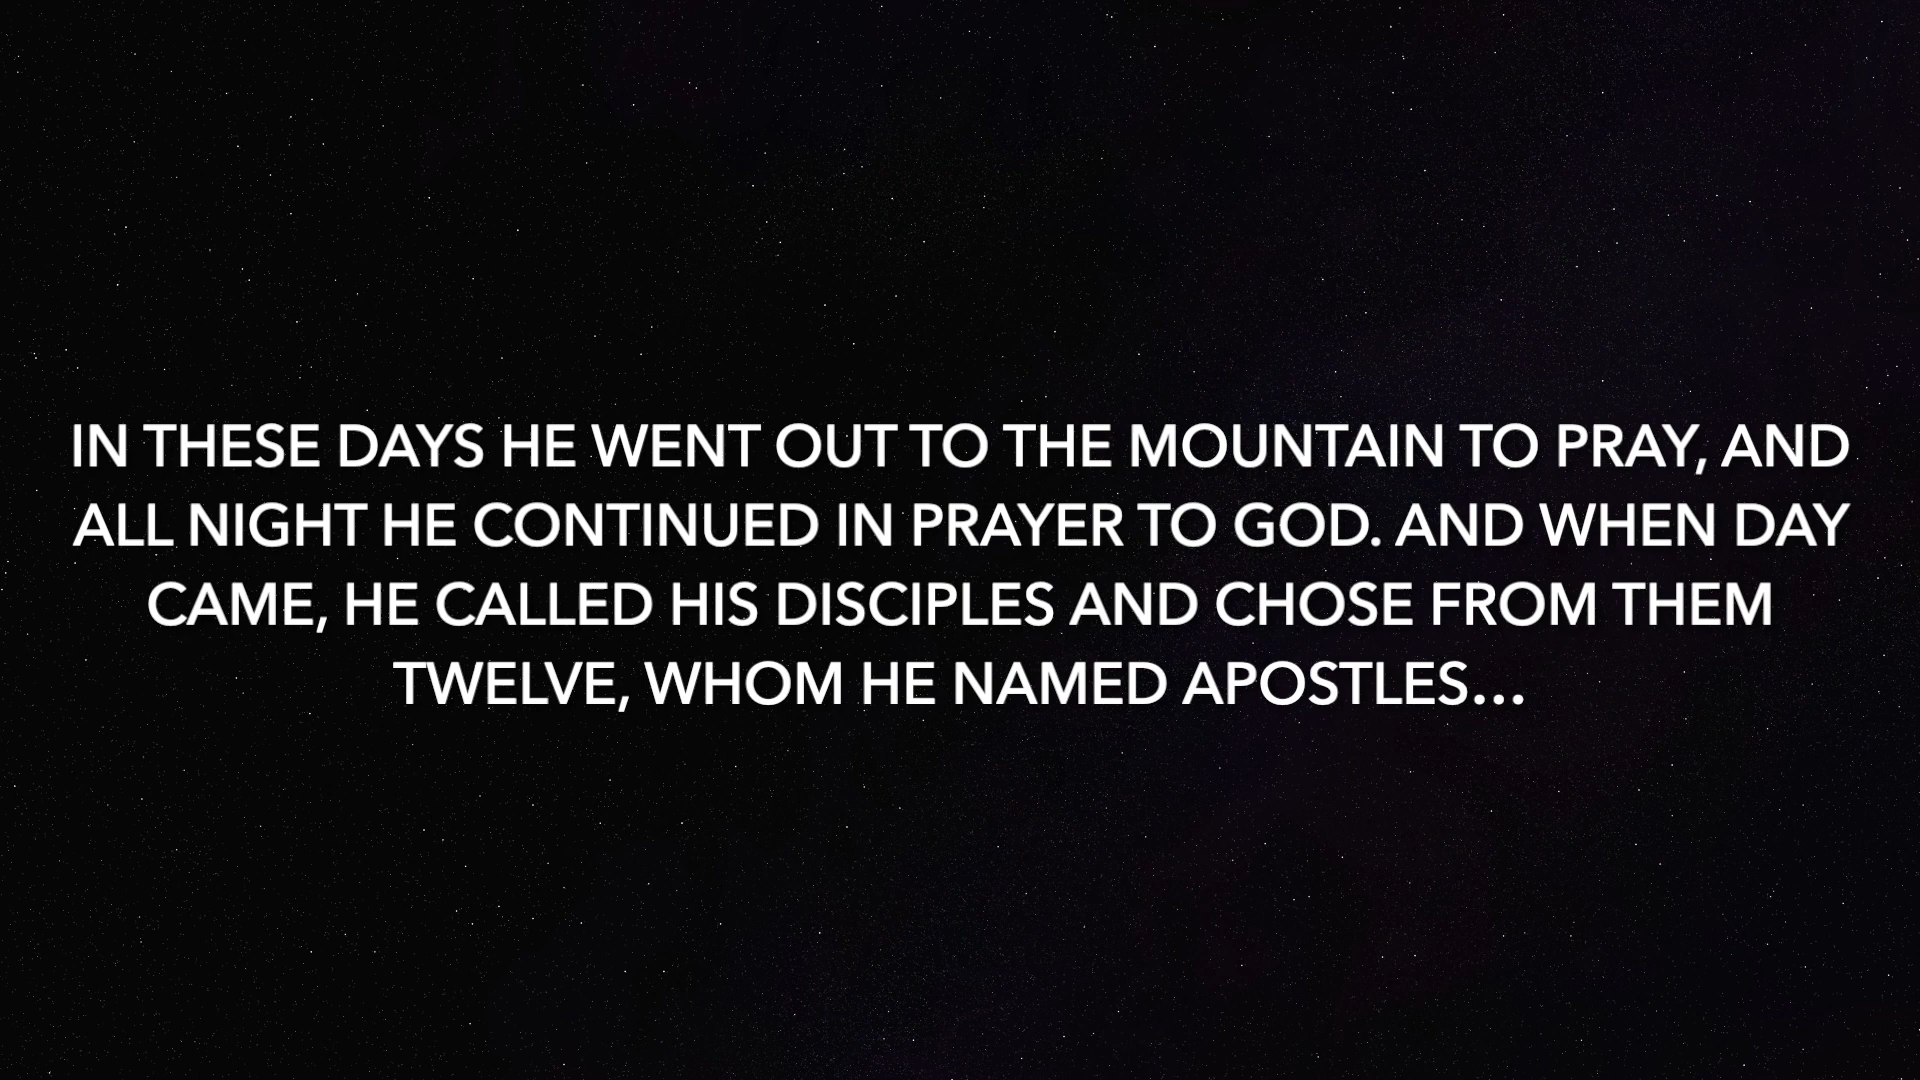 IN THESE DAYS HE WENT OUT TO THE MOUNTAIN TO PRAY, AND
ALL NIGHT HE CONTINUED IN PRAYER TO GOD. AND WHEN DAY
CAME, HE CALLED HIS DISCIPLES AND CHOSE FROM THEM
TWELVE, WHOM HE NAMED APOSTLES…